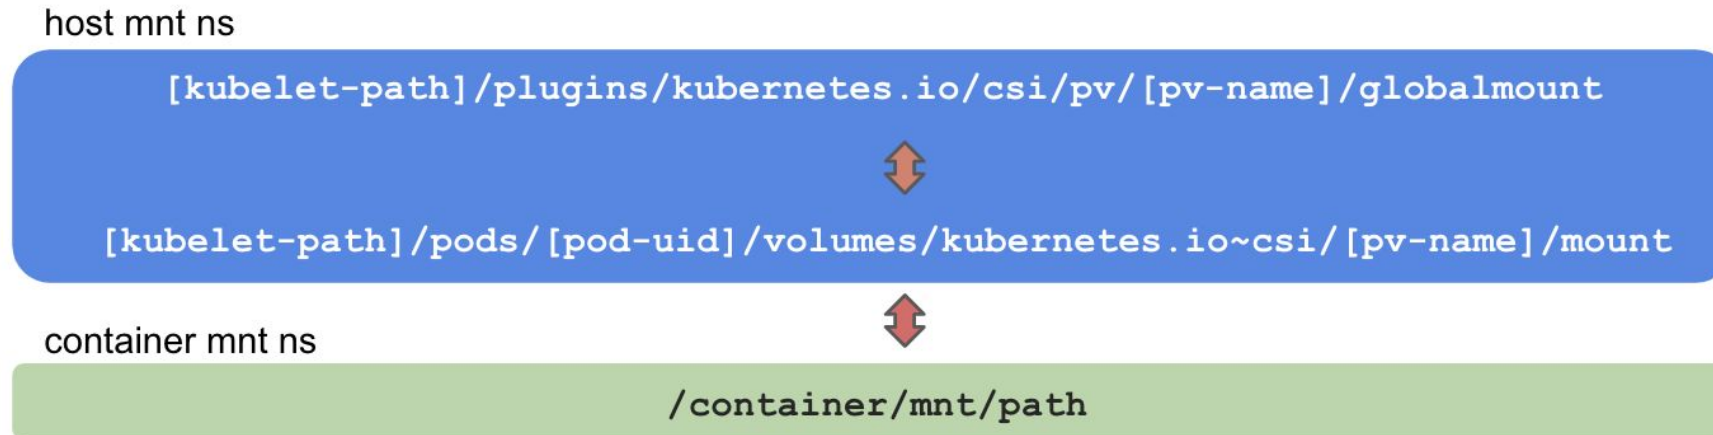 host mnt ns
[kubelet-path]/plugins/kubernetes.io/csi/pv/[pv-name]/globalmount
[kubelet-path]/pods/[pod-uid]/volumes/kubernetes.io~csi/[pv-name]/mount
container mnt ns
/container/mnt/path